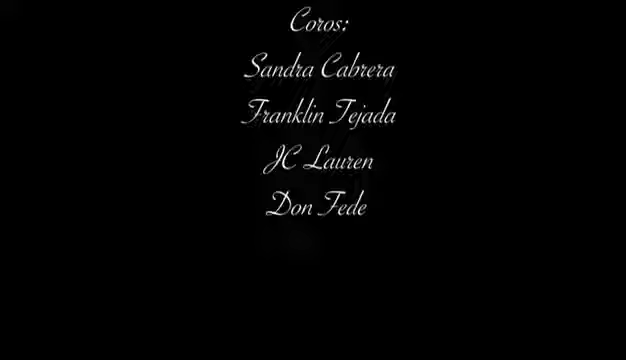 Coros:
Sandra Cabrera
Franklin Tejada
JC Lauren
Don Fede